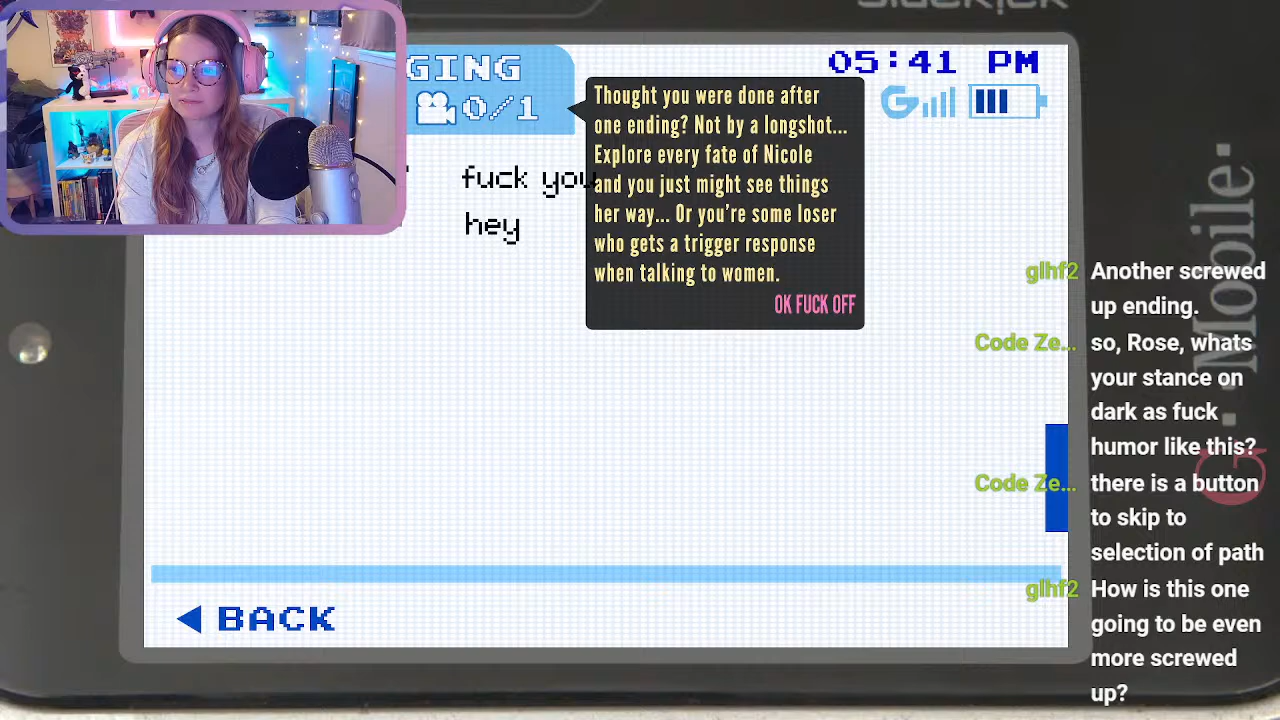 Sidekick
GING
05:41 PM
0/1
G
Thought you were done after
one ending? Not by a longshot...
Explore every fate of Nicole
and you just might see things
her way... Or you're some loser
who gets a trigger response
when talking to women.
OK FUCK OFF
fuck you
hey
BACK
G · · Mobile ·
glhf2 Another screwed
up ending.
Code Ze... so, Rose, whats
your stance on
dark as fuck
humor like this?
Code Ze... there is a button
to skip to
selection of path
glhf2 How is this one
going to be even
more screwed
up?